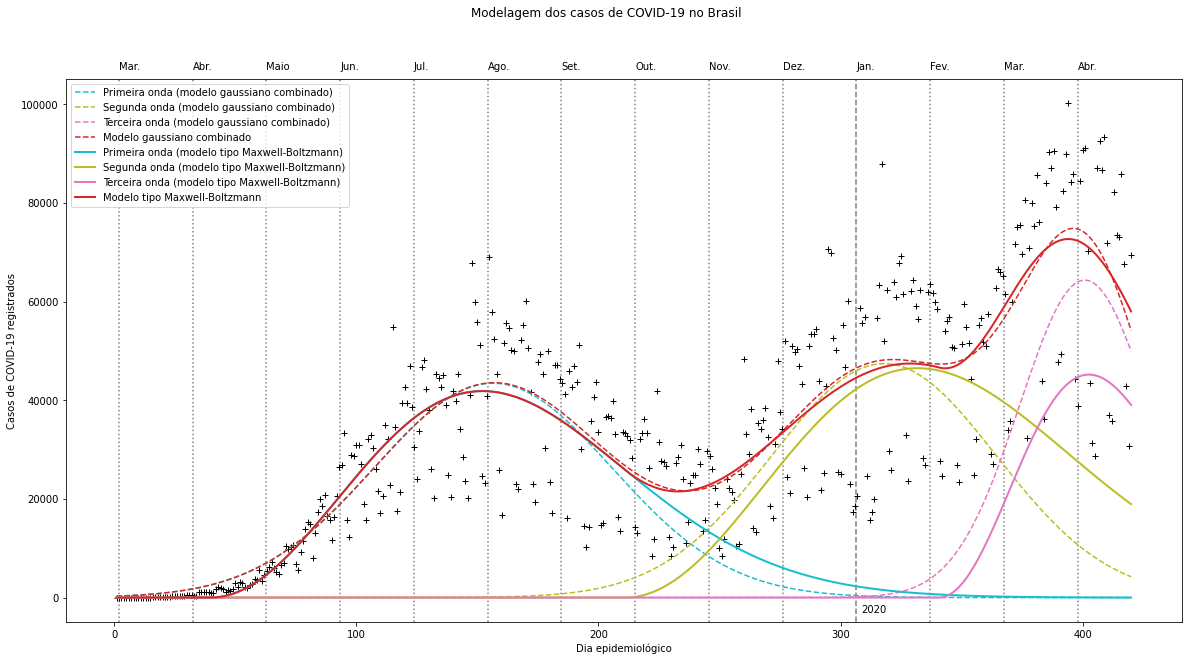 Modelagem dos casos de COVID-19 no Brasil
Mar. Abr. Maio Jun. Jul. Ago. Set. Out. Nov. Dez. Jan. Fev. Mar. Abr.
Primeira onda (modelo gaussiano combinado)
Segunda onda (modelo gaussiano combinado)
Terceira onda (modelo gaussiano combinado)
Modelo gaussiano combinado
Primeira onda (modelo tipo Maxwell-Boltzmann)
Segunda onda (modelo tipo Maxwell-Boltzmann)
Terceira onda (modelo tipo Maxwell-Boltzmann)
Modelo tipo Maxwell-Boltzmann
100000
80000
60000
40000
20000
0
Casos de COVID-19 registrados
2020
0 100 200 300 400
Dia epidemiológico